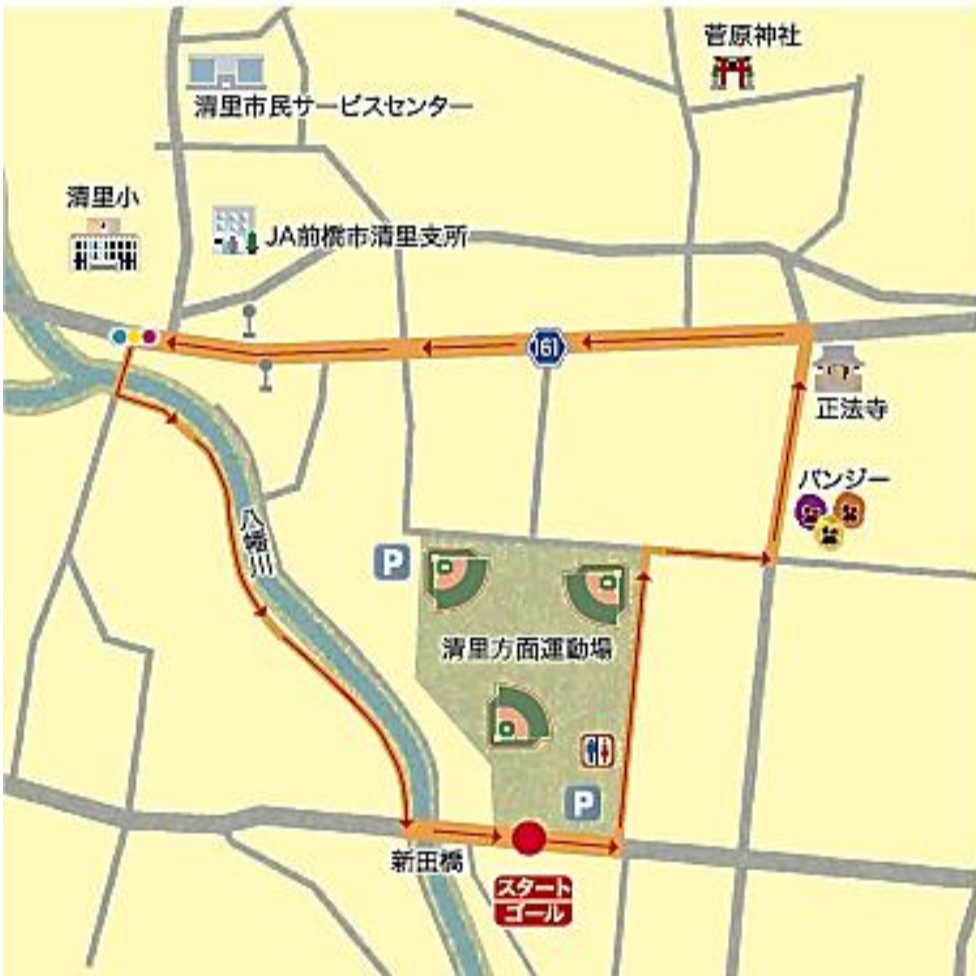 菅原神社
清里市民サービスセンター
清里小
JA前橋市清里支所
161
正法寺
パンジー
八幡川
P
清里方面運動場
P
新田橋
スタート
ゴール